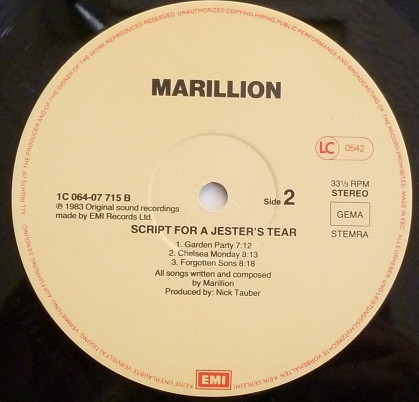 ALL RIGHTS OF THE PRODUCER AND OF THE OWNER OF THE WORK REPRODUCED RESERVED UNAUTHORIZED COPYING HIRING PUBLIC PERFORMANCE AND BROADCASTING OF THIS RECORD PROHIBITED MADE IN EEC
MARILLION
LC 0542
1C 064-07 715 B
℗ 1983 Original sound recordings
made by EMI Records Ltd.
Side 2
33⅓ RPM
STEREO
GEMA
STEMRA
SCRIPT FOR A JESTER'S TEAR
1. Garden Party 7:12
2. Chelsea Monday 8:13
3. Forgotten Sons 8:18
All songs written and composed
by Marillion
Produced by: Nick Tauber
EMI